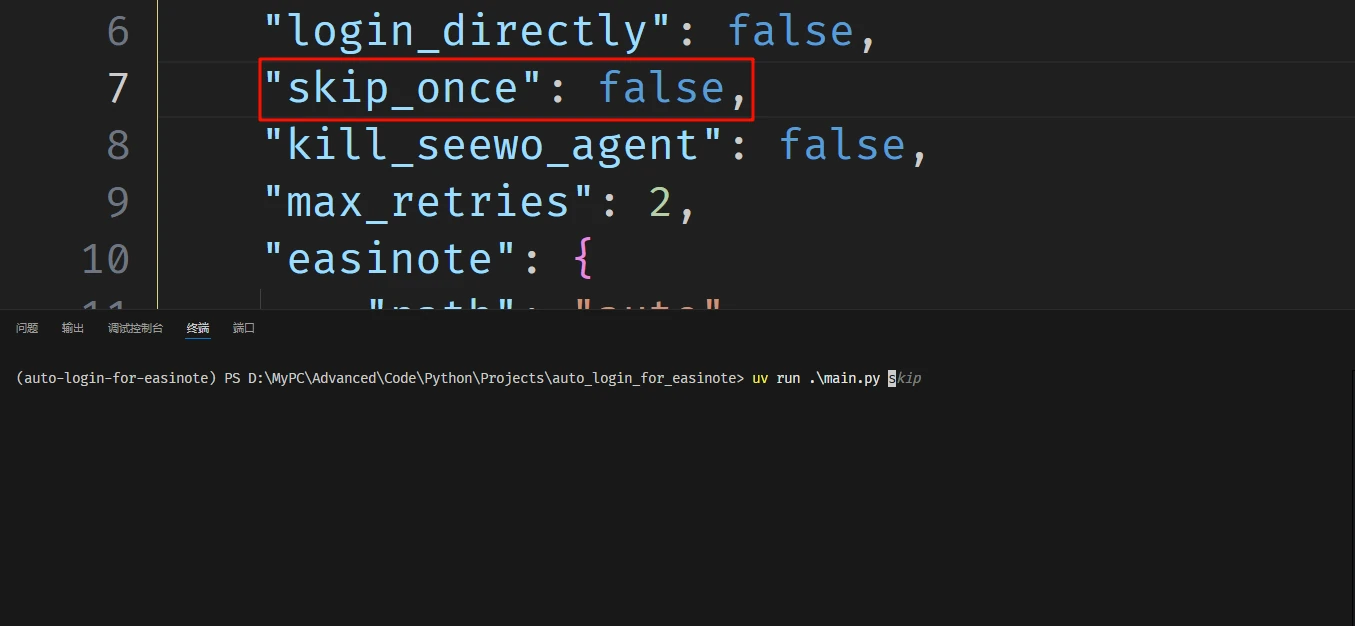 6 "login_directly": false,
7 "skip_once": false,
8 "kill_seewo_agent": false,
9 "max_retries": 2,
10 "easinote": {
11 "path": "auto"
问题 输出 调试控制台 终端 端口
(auto-login-for-easinote) PS D:\MyPC\Advanced\Code\Python\Projects\auto_login_for_easinote> uv run .\main.py skip